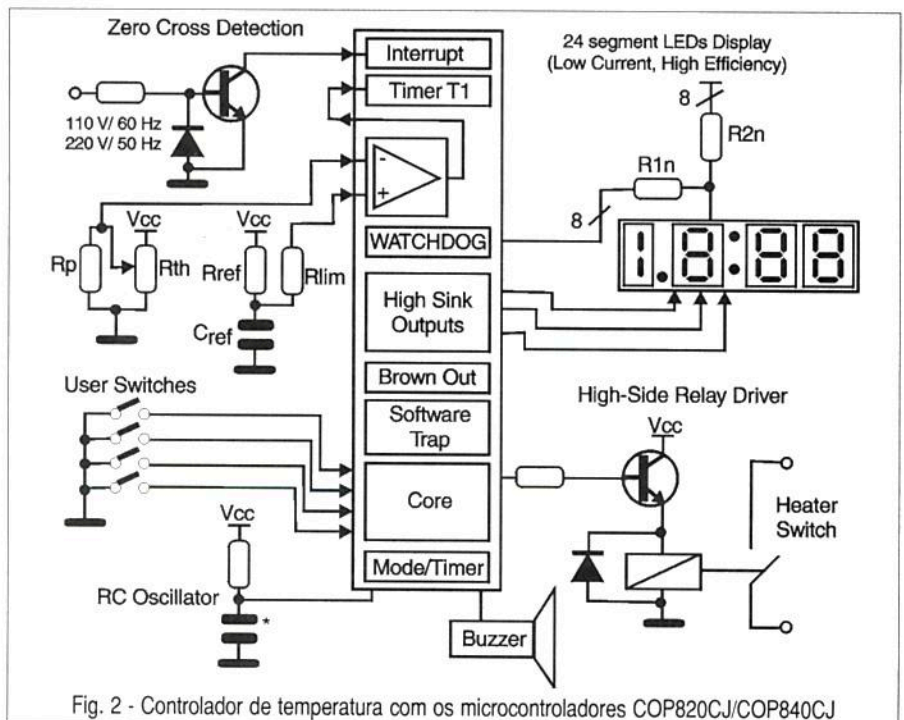 Zero Cross Detection
110 V/ 60 Hz
220 V/ 50 Hz
Interrupt
Timer T1
-
+
24 segment LEDs Display
(Low Current, High Efficiency)
8
R2n
R1n
8
Vcc
Rp
Rth
Vcc
Rref
Rlim
Cref
WATCHDOG
High Sink
Outputs
Brown Out
Software
Trap
Core
Mode/Timer
User Switches
Vcc
RC Oscillator
*
Buzzer
High-Side Relay Driver
Vcc
Heater
Switch
Fig. 2 - Controlador de temperatura com os microcontroladores COP820CJ/COP840CJ